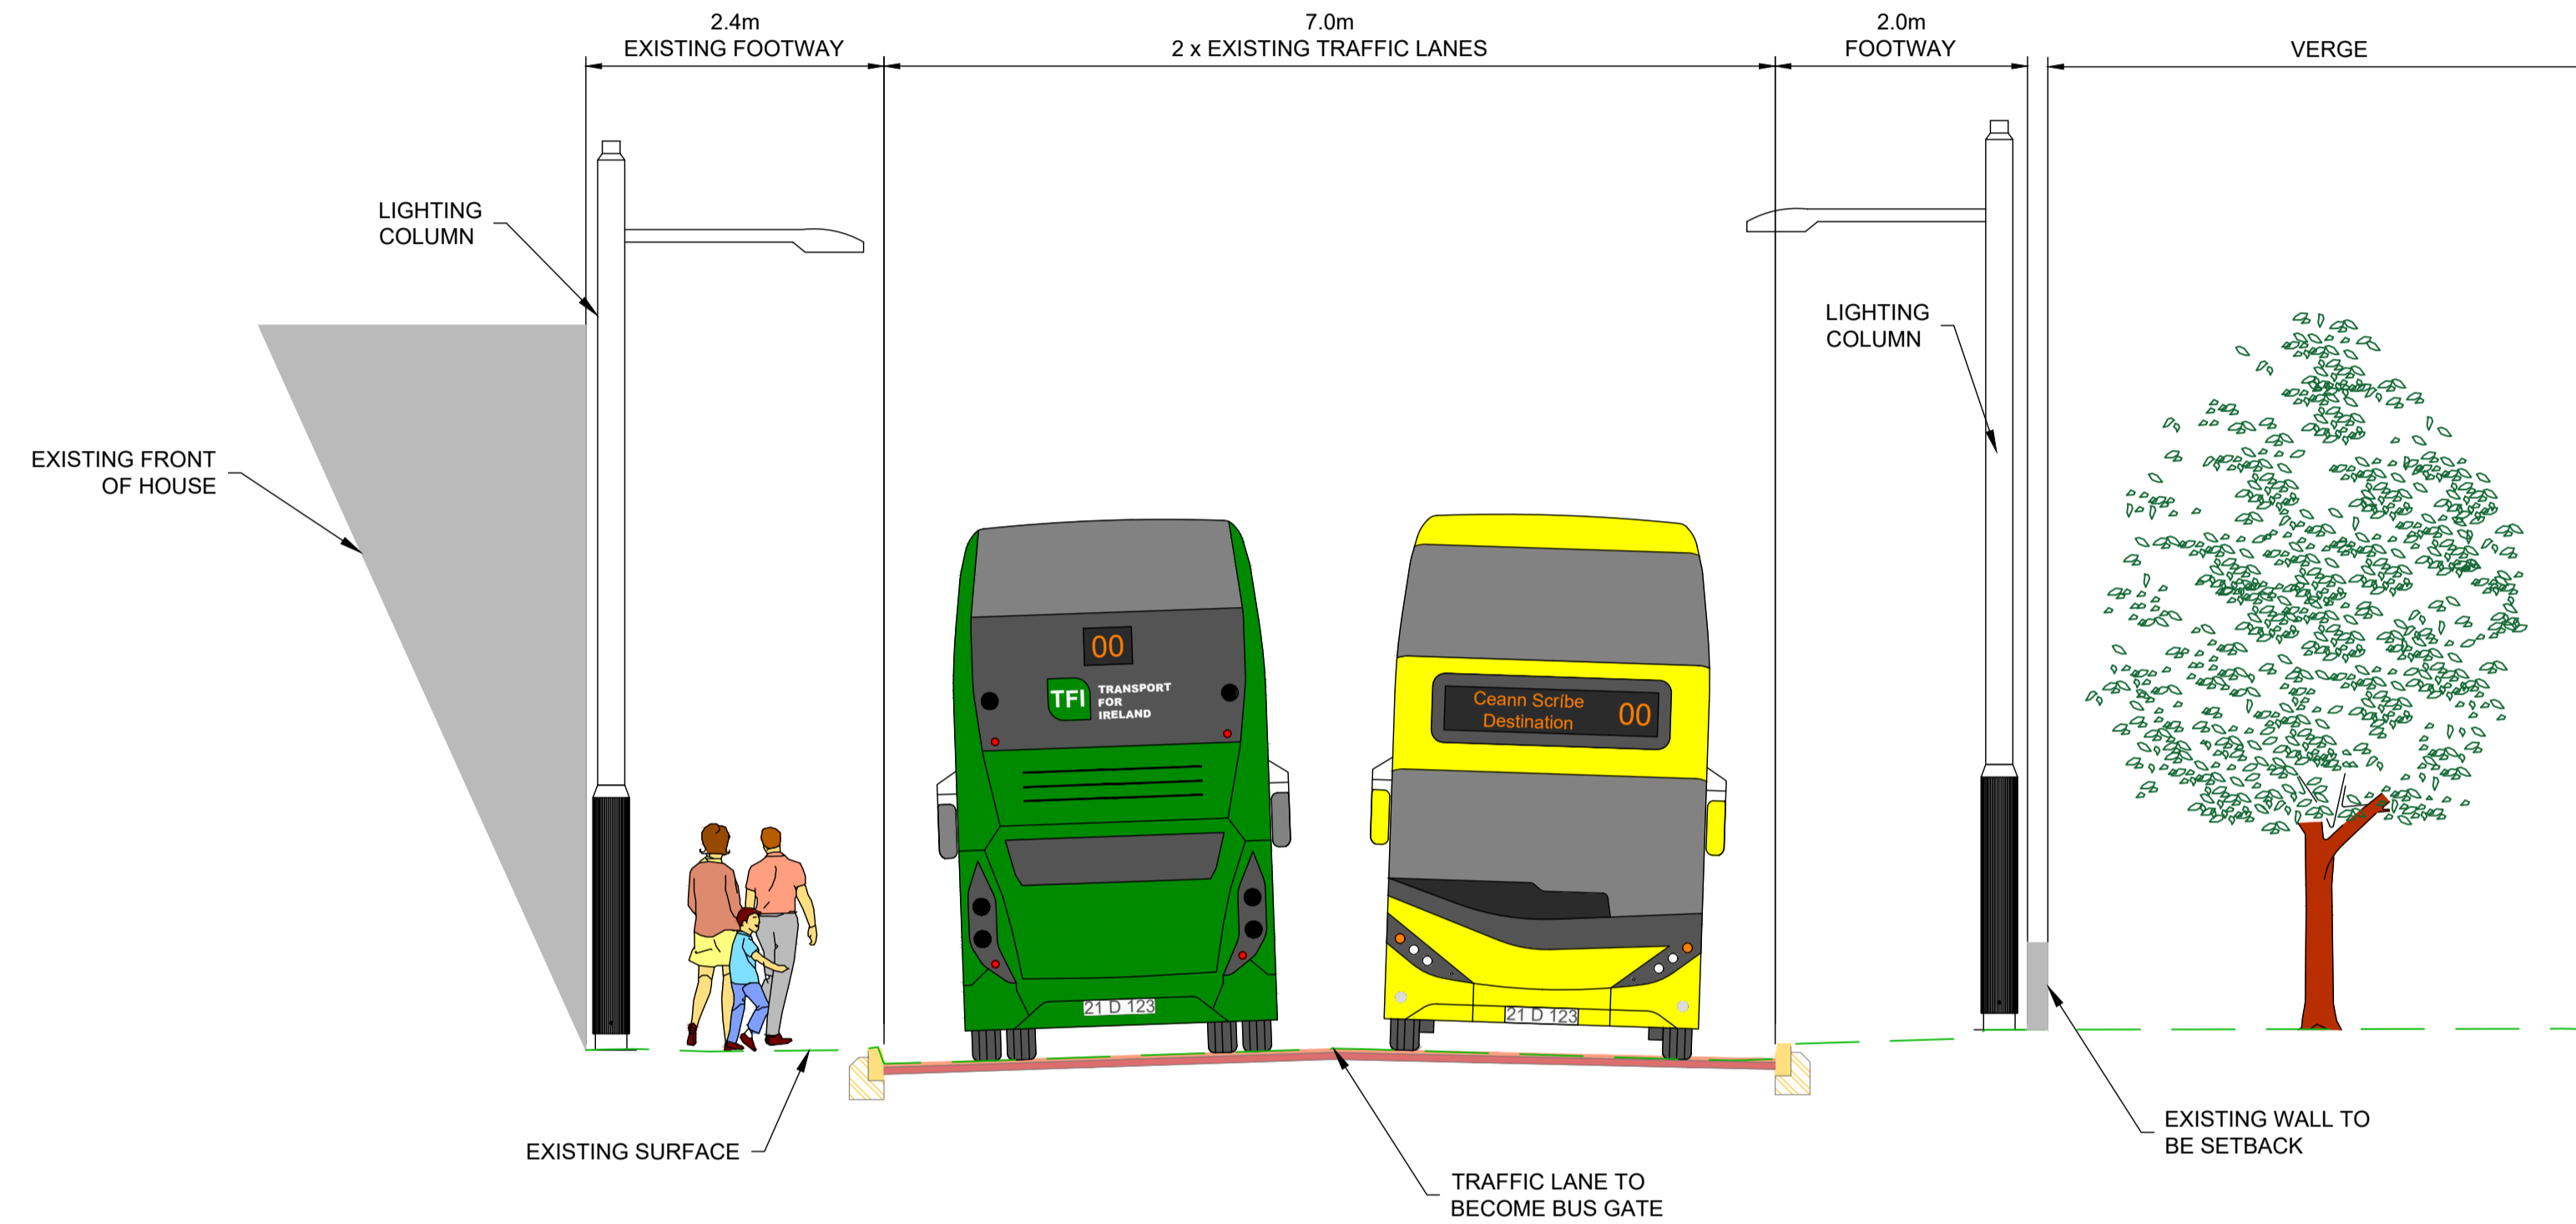 2.4m
EXISTING FOOTWAY
7.0m
2 x EXISTING TRAFFIC LANES
2.0m
FOOTWAY
VERGE
LIGHTING
COLUMN
LIGHTING
COLUMN
EXISTING FRONT
OF HOUSE
00
TFI
TRANSPORT
FOR
IRELAND
Ceann Scríbe
Destination
00
21 D 123
21 D 123
EXISTING SURFACE
TRAFFIC LANE TO
BECOME BUS GATE
EXISTING WALL TO
BE SETBACK